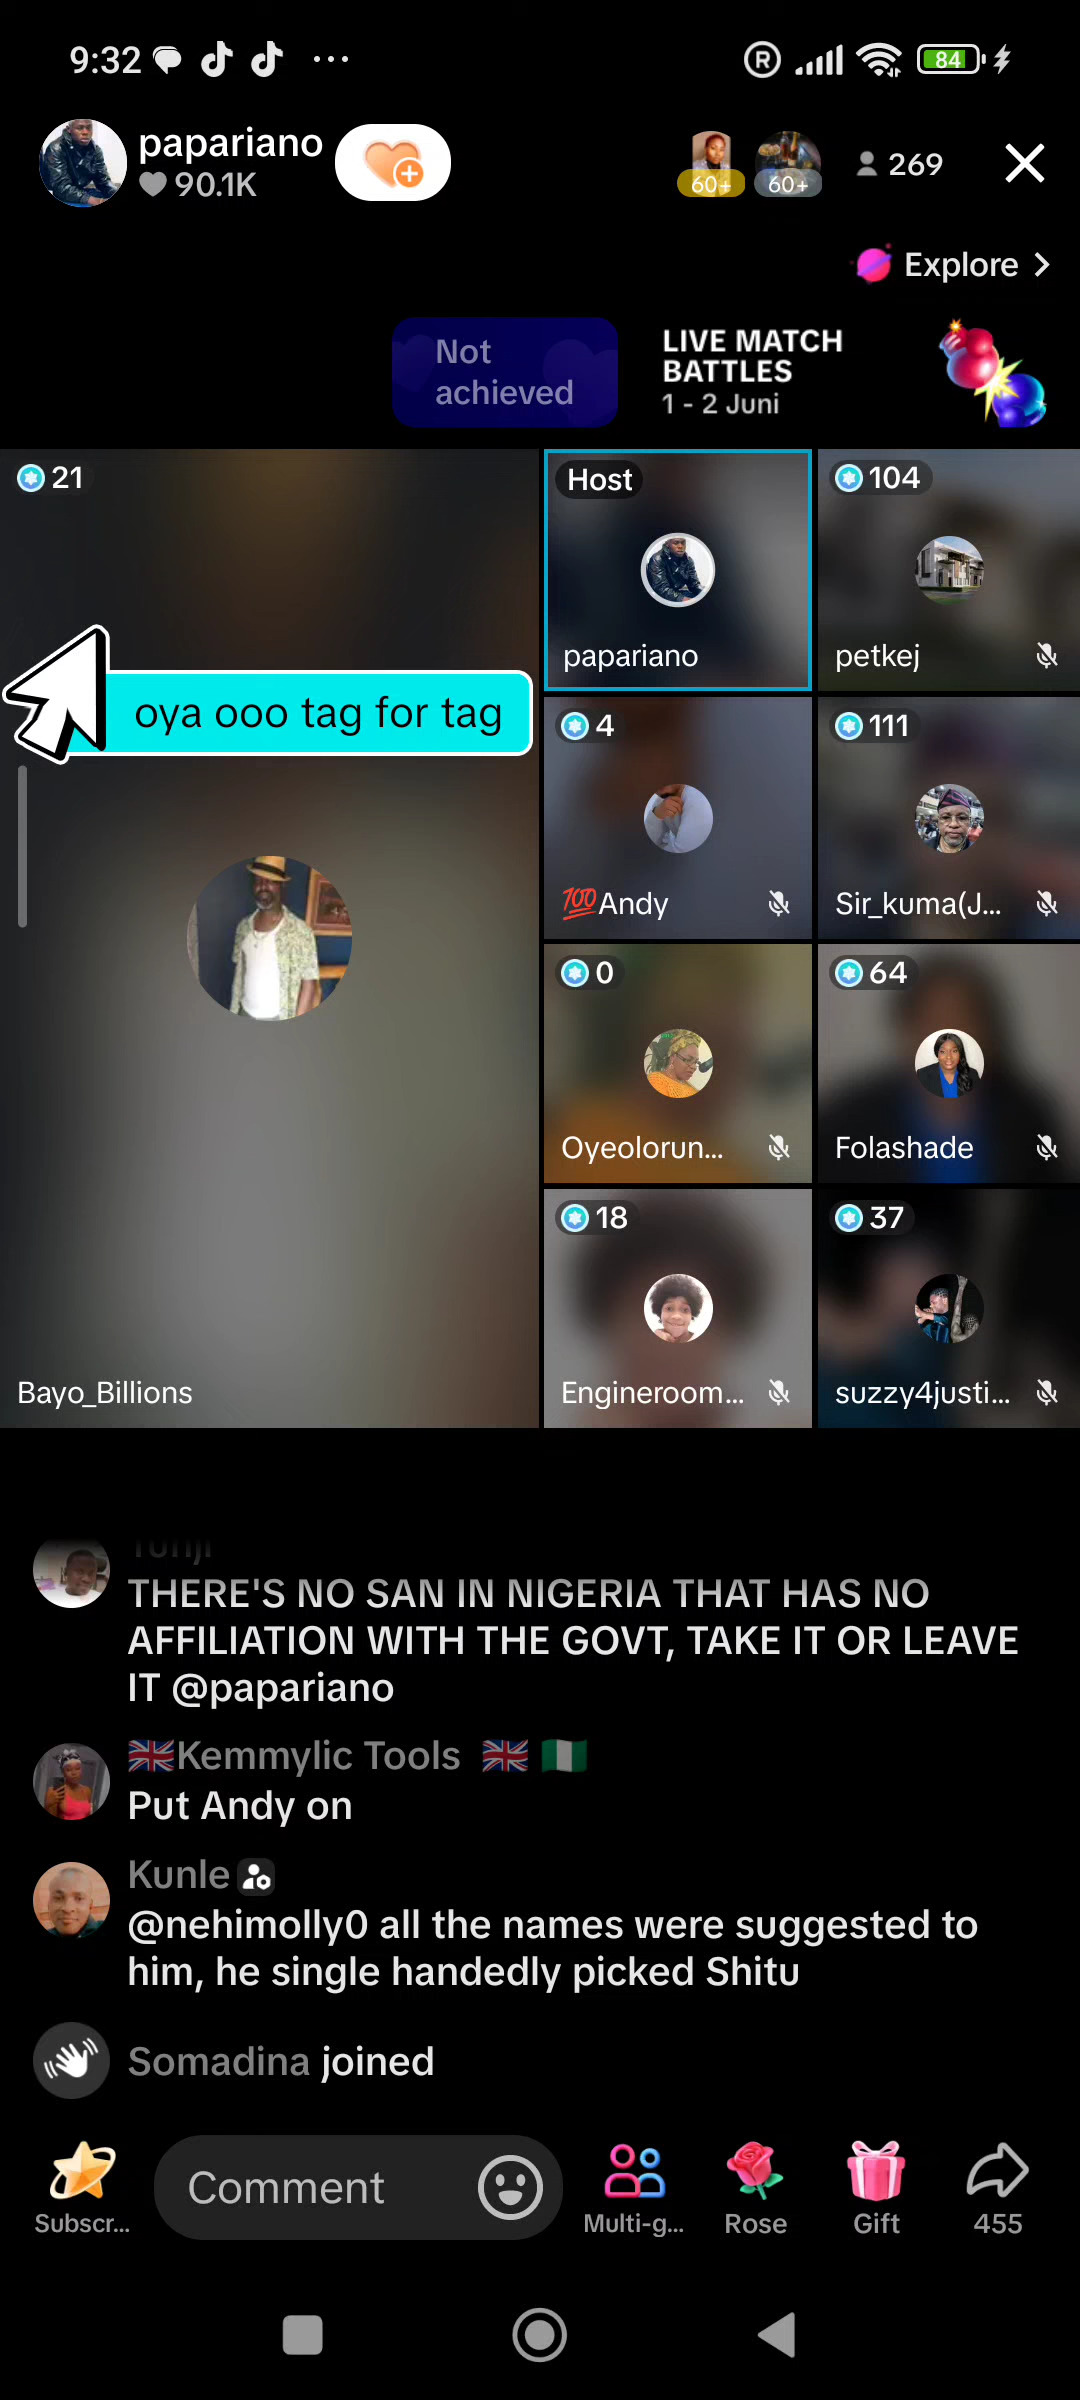 9:32
R
84
papariano
90.1K
60+
60+
269
Explore
Not
achieved
LIVE MATCH
BATTLES
1 - 2 Juni
21
Host
papariano
104
petkej
oya ooo tag for tag
4
💯Andy
111
Sir_kuma(J...
0
Oyeolorun...
64
Folashade
18
Engineroom...
37
suzzy4justi...
Bayo_Billions
THERE'S NO SAN IN NIGERIA THAT HAS NO
AFFILIATION WITH THE GOVT, TAKE IT OR LEAVE
IT @papariano
🇬🇧Kemmylic Tools 🇬🇧 🇳🇬
Put Andy on
Kunle
@nehimolly0 all the names were suggested to
him, he single handedly picked Shitu
Somadina joined
Subscr...
Comment
Multi-g...
Rose
Gift
455